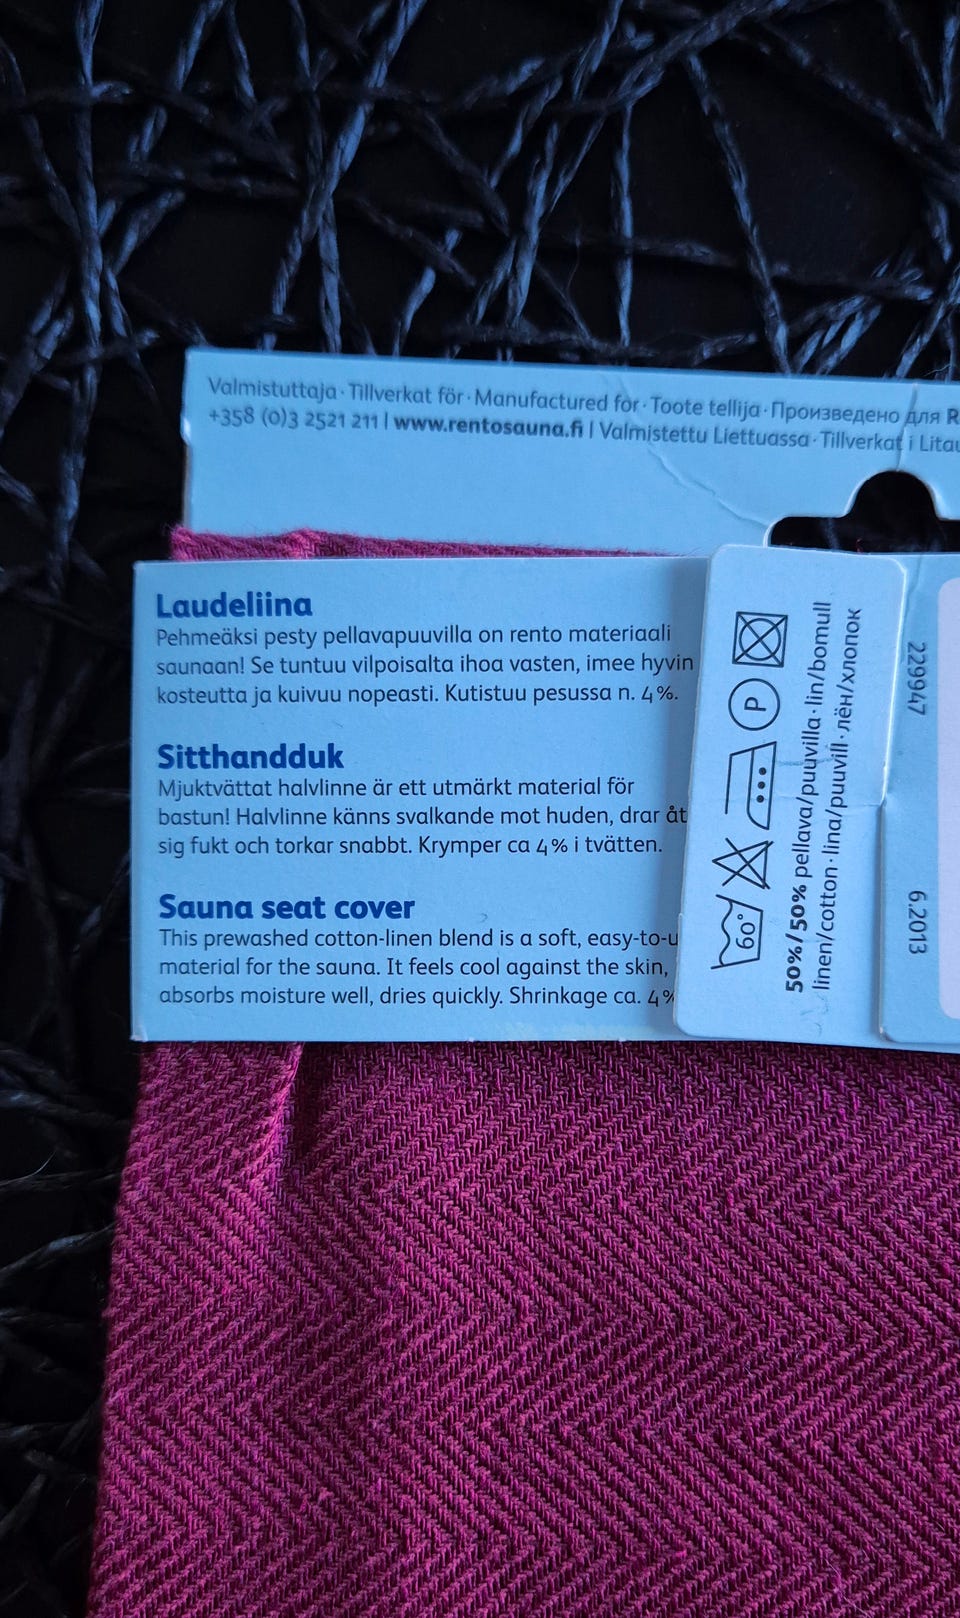 Valmistuttaja · Tillverkat för · Manufactured for · Toote tellija · Произведено для R
+358 (0)3 2521 211 | www.rentosauna.fi | Valmistettu Liettuassa · Tillverkat i Litau
Laudeliina
Pehmeäksi pesty pellavapuuvilla on rento materiaali
saunaan! Se tuntuu vilpoisalta ihoa vasten, imee hyvin
kosteutta ja kuivuu nopeasti. Kutistuu pesussa n. 4 %.
Sitthandduk
Mjuktvättat halvlinne är ett utmärkt material för
bastun! Halvlinne känns svalkande mot huden, drar åt
sig fukt och torkar snabbt. Krymper ca 4 % i tvätten.
Sauna seat cover
This prewashed cotton-linen blend is a soft, easy-to-u
material for the sauna. It feels cool against the skin,
absorbs moisture well, dries quickly. Shrinkage ca. 4%
60°
P
50%/50% pellava/puuvilla · lin/bomull
linen/cotton · lina/puuvill · лён/хлопок
229947
6.2013